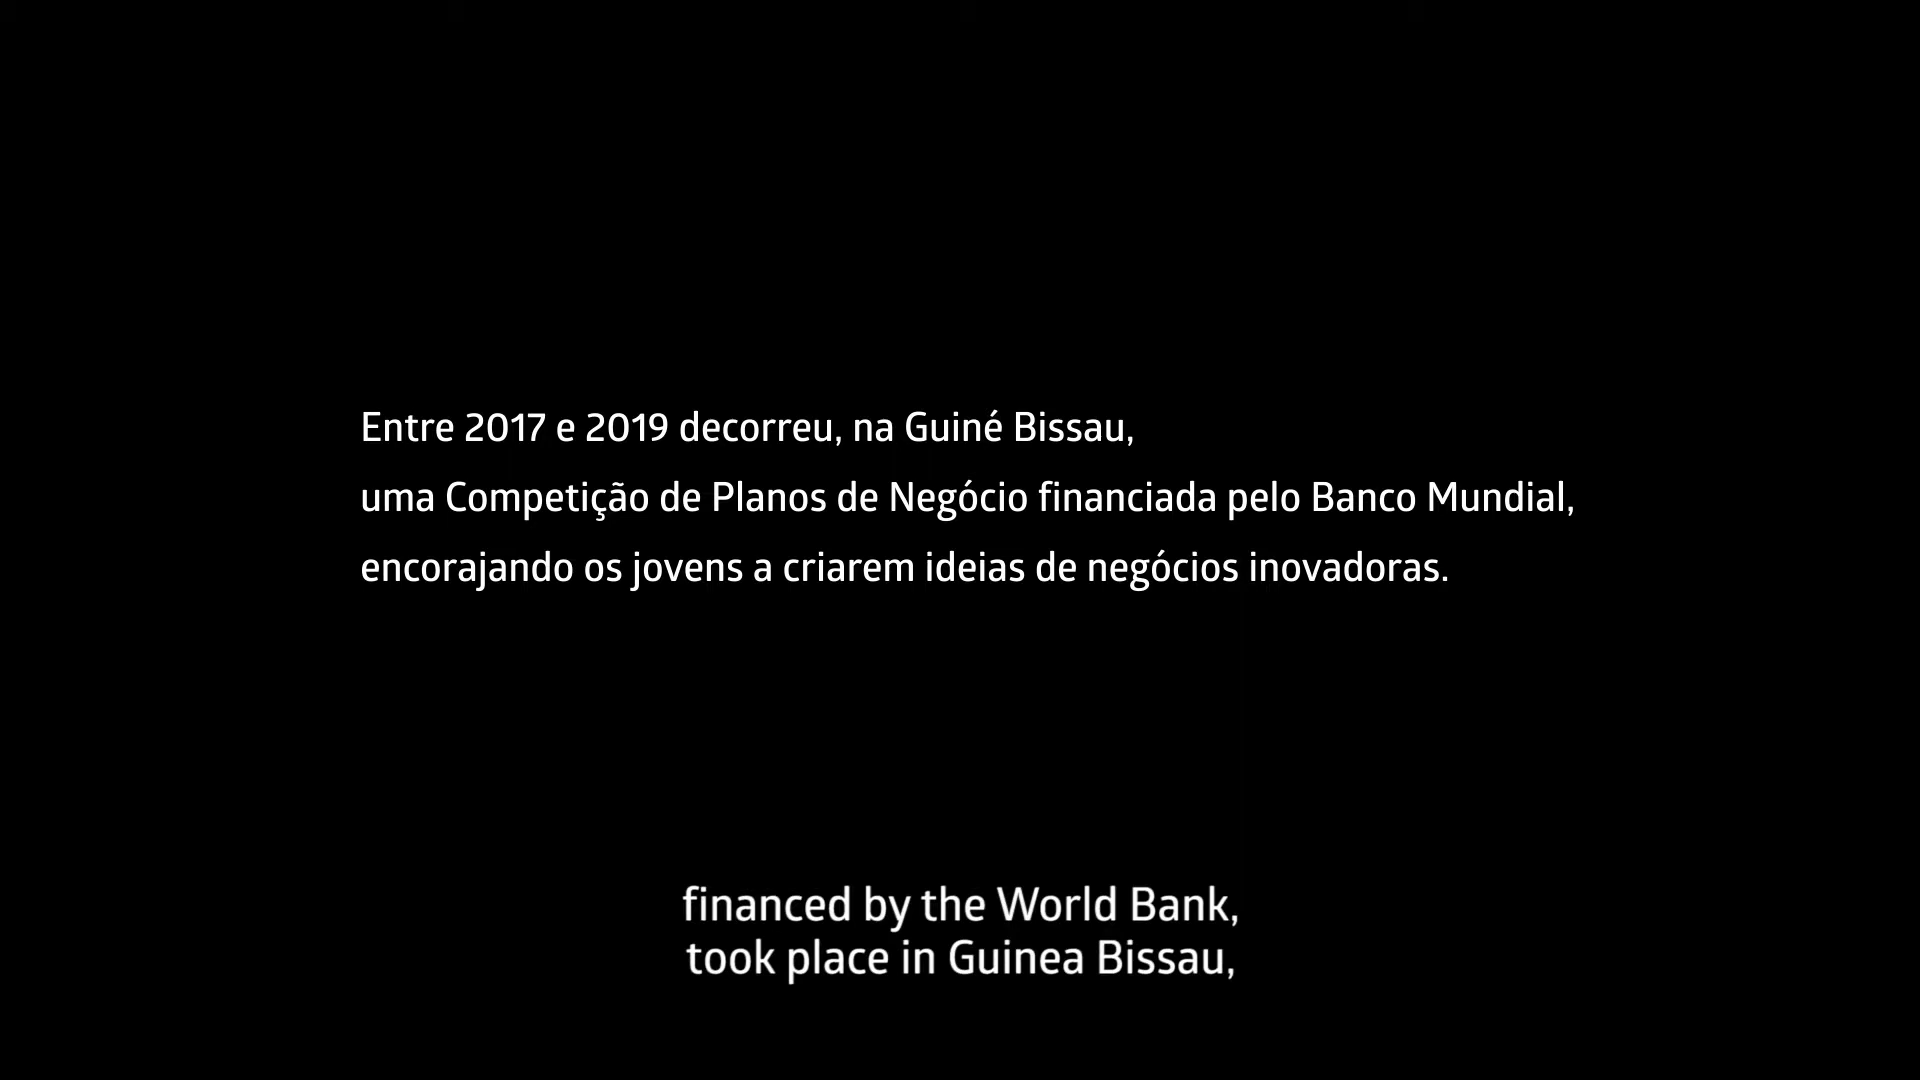 Entre 2017 e 2019 decorreu, na Guiné Bissau,
uma Competição de Planos de Negócio financiada pelo Banco Mundial,
encorajando os jovens a criarem ideias de negócios inovadoras.
financed by the World Bank,
took place in Guinea Bissau,